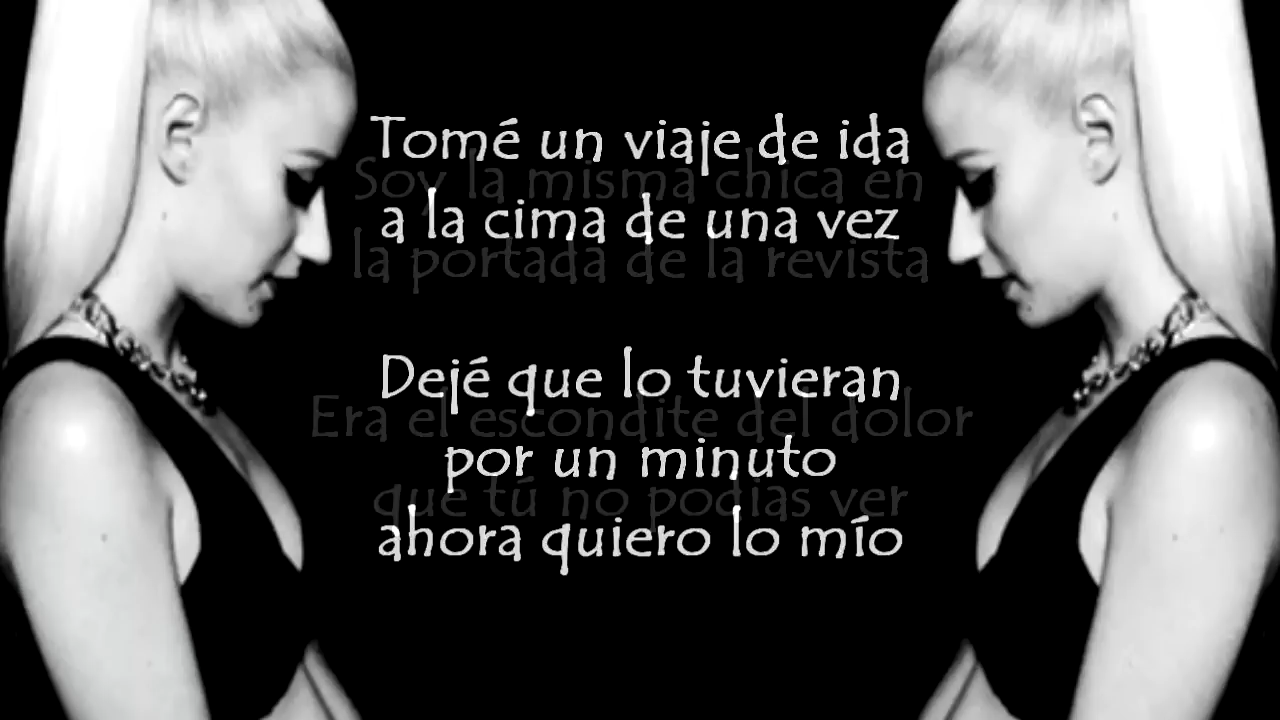 Tomé un viaje de ida
Soy la misma chica en
a la cima de una vez
la portada de la revista
Dejé que lo tuvieran
Era el escondite del dolor
por un minuto
que tú no podias ver
ahora quiero lo mío